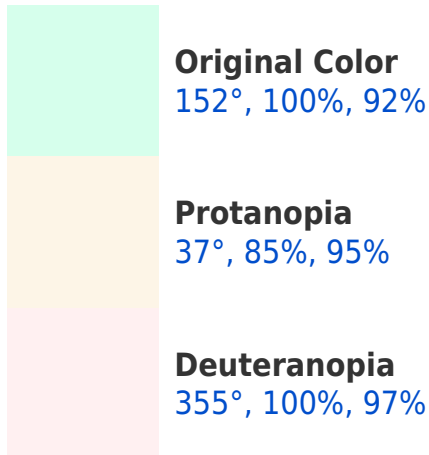 Original Color
152°, 100%, 92%
Protanopia
37°, 85%, 95%
Deuteranopia
355°, 100%, 97%